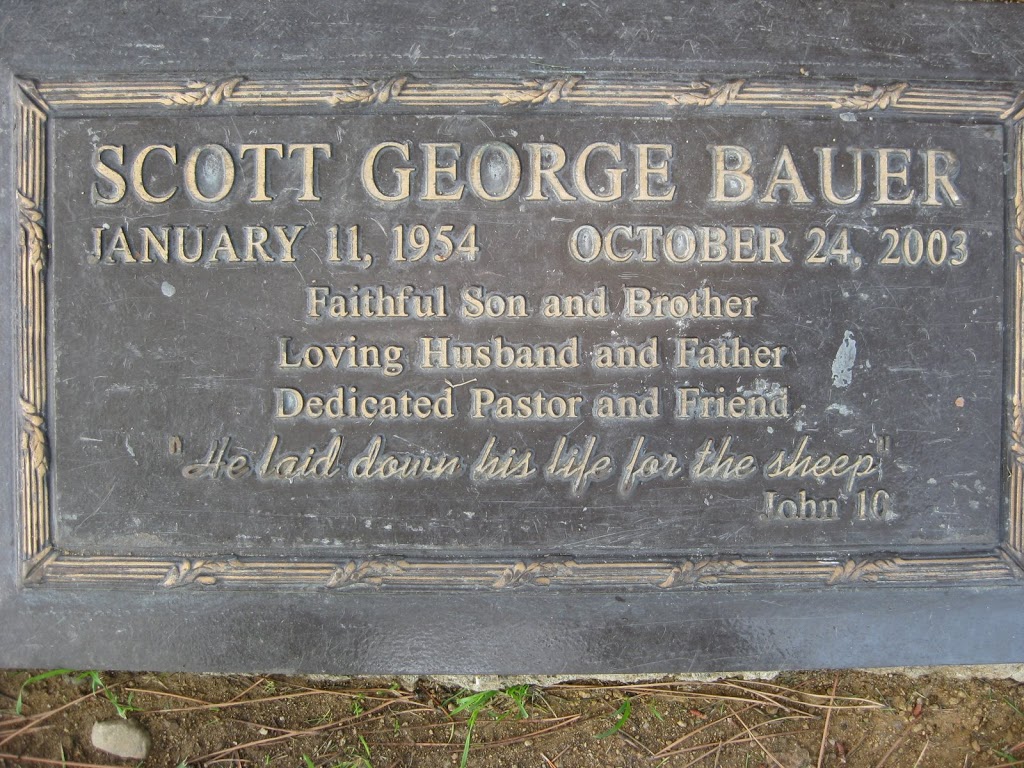 SCOTT GEORGE BAUER
JANUARY 11, 1954 OCTOBER 24, 2003
Faithful Son and Brother
Loving Husband and Father
Dedicated Pastor and Friend
"He laid down his life for the sheep"
John 10